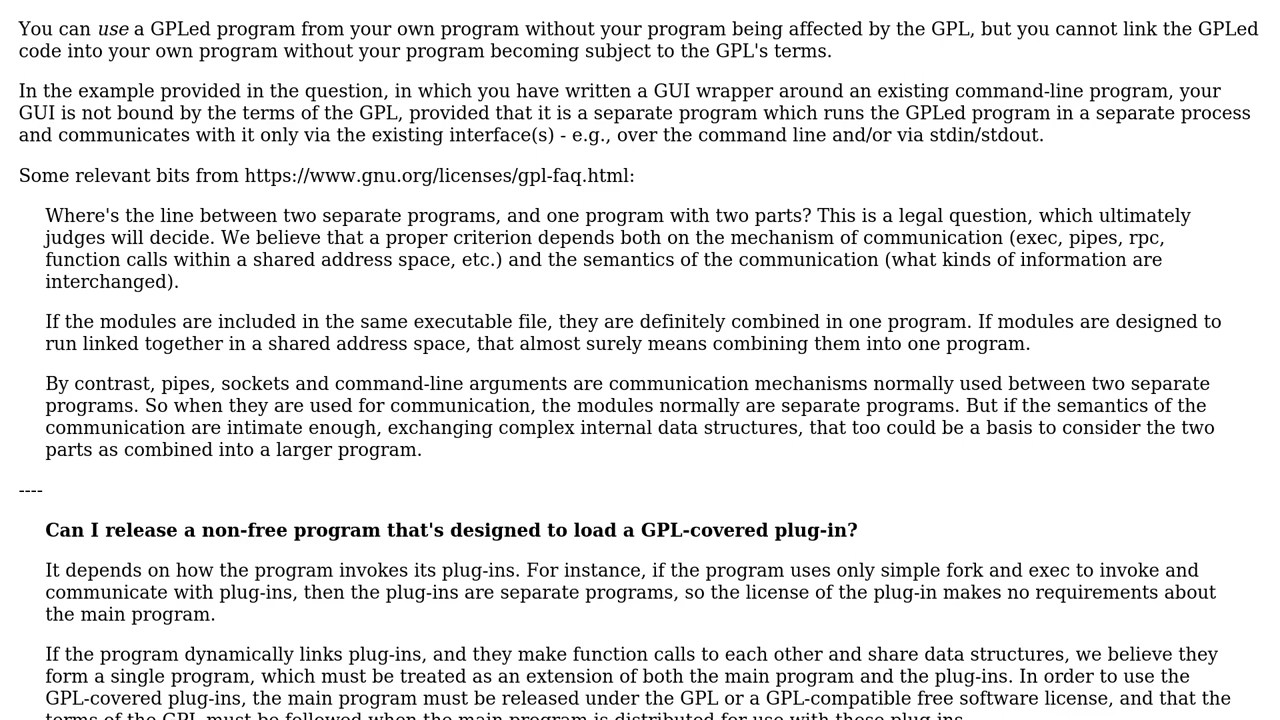 You can use a GPLed program from your own program without your program being affected by the GPL, but you cannot link the GPLed
code into your own program without your program becoming subject to the GPL's terms.
In the example provided in the question, in which you have written a GUI wrapper around an existing command-line program, your
GUI is not bound by the terms of the GPL, provided that it is a separate program which runs the GPLed program in a separate process
and communicates with it only via the existing interface(s) - e.g., over the command line and/or via stdin/stdout.
Some relevant bits from https://www.gnu.org/licenses/gpl-faq.html:
Where's the line between two separate programs, and one program with two parts? This is a legal question, which ultimately
judges will decide. We believe that a proper criterion depends both on the mechanism of communication (exec, pipes, rpc,
function calls within a shared address space, etc.) and the semantics of the communication (what kinds of information are
interchanged).
If the modules are included in the same executable file, they are definitely combined in one program. If modules are designed to
run linked together in a shared address space, that almost surely means combining them into one program.
By contrast, pipes, sockets and command-line arguments are communication mechanisms normally used between two separate
programs. So when they are used for communication, the modules normally are separate programs. But if the semantics of the
communication are intimate enough, exchanging complex internal data structures, that too could be a basis to consider the two
parts as combined into a larger program.
----
Can I release a non-free program that's designed to load a GPL-covered plug-in?
It depends on how the program invokes its plug-ins. For instance, if the program uses only simple fork and exec to invoke and
communicate with plug-ins, then the plug-ins are separate programs, so the license of the plug-in makes no requirements about
the main program.
If the program dynamically links plug-ins, and they make function calls to each other and share data structures, we believe they
form a single program, which must be treated as an extension of both the main program and the plug-ins. In order to use the
GPL-covered plug-ins, the main program must be released under the GPL or a GPL-compatible free software license, and that the
terms of the GPL must be followed when the main program is distributed for use with these plug-ins.